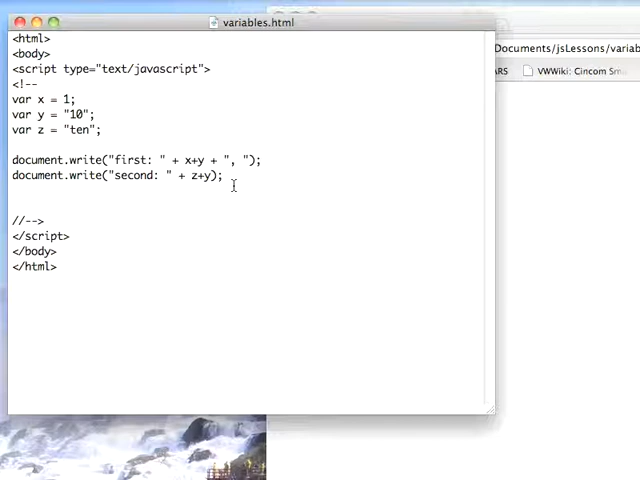 variables.html
<html>
<body>
<script type="text/javascript">
<!--
var x = 1;
var y = "10";
var z = "ten";
document.write("first: " + x+y + ", ");
document.write("second: " + z+y);
//-->
</script>
</body>
</html>
Documents/jsLessons/variab
ARS
VWWiki: Cincom Sm